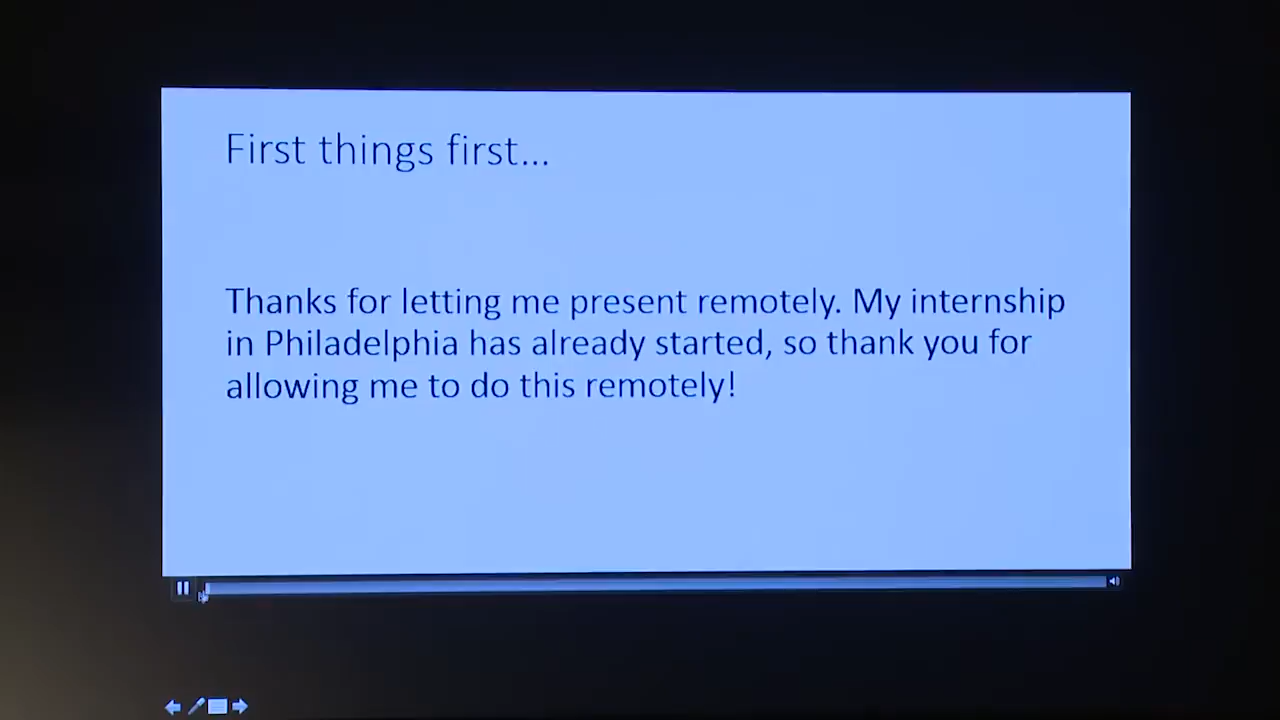 First things first...
Thanks for letting me present remotely. My internship
in Philadelphia has already started, so thank you for
allowing me to do this remotely!